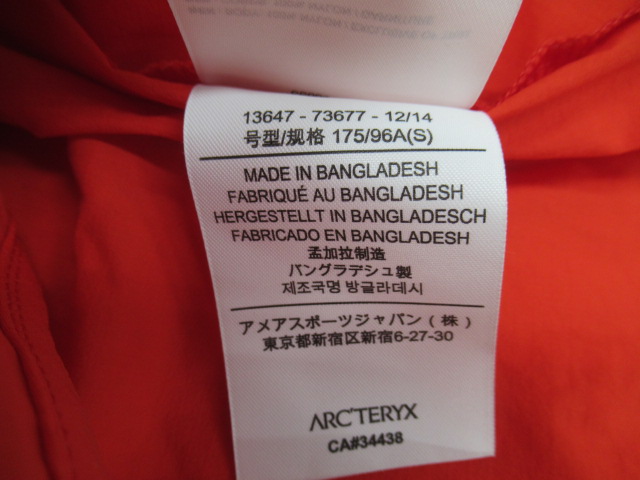 13647 - 73677 - 12/14
号型/规格 175/96A(S)
MADE IN BANGLADESH
FABRIQUÉ AU BANGLADESH
HERGESTELLT IN BANGLADESCH
FABRICADO EN BANGLADESH
孟加拉制造
バングラデシュ製
제조국명 방글라데시
アメアスポーツジャパン ( 株 )
東京都新宿区新宿6-27-30
ARC'TERYX
CA#34438